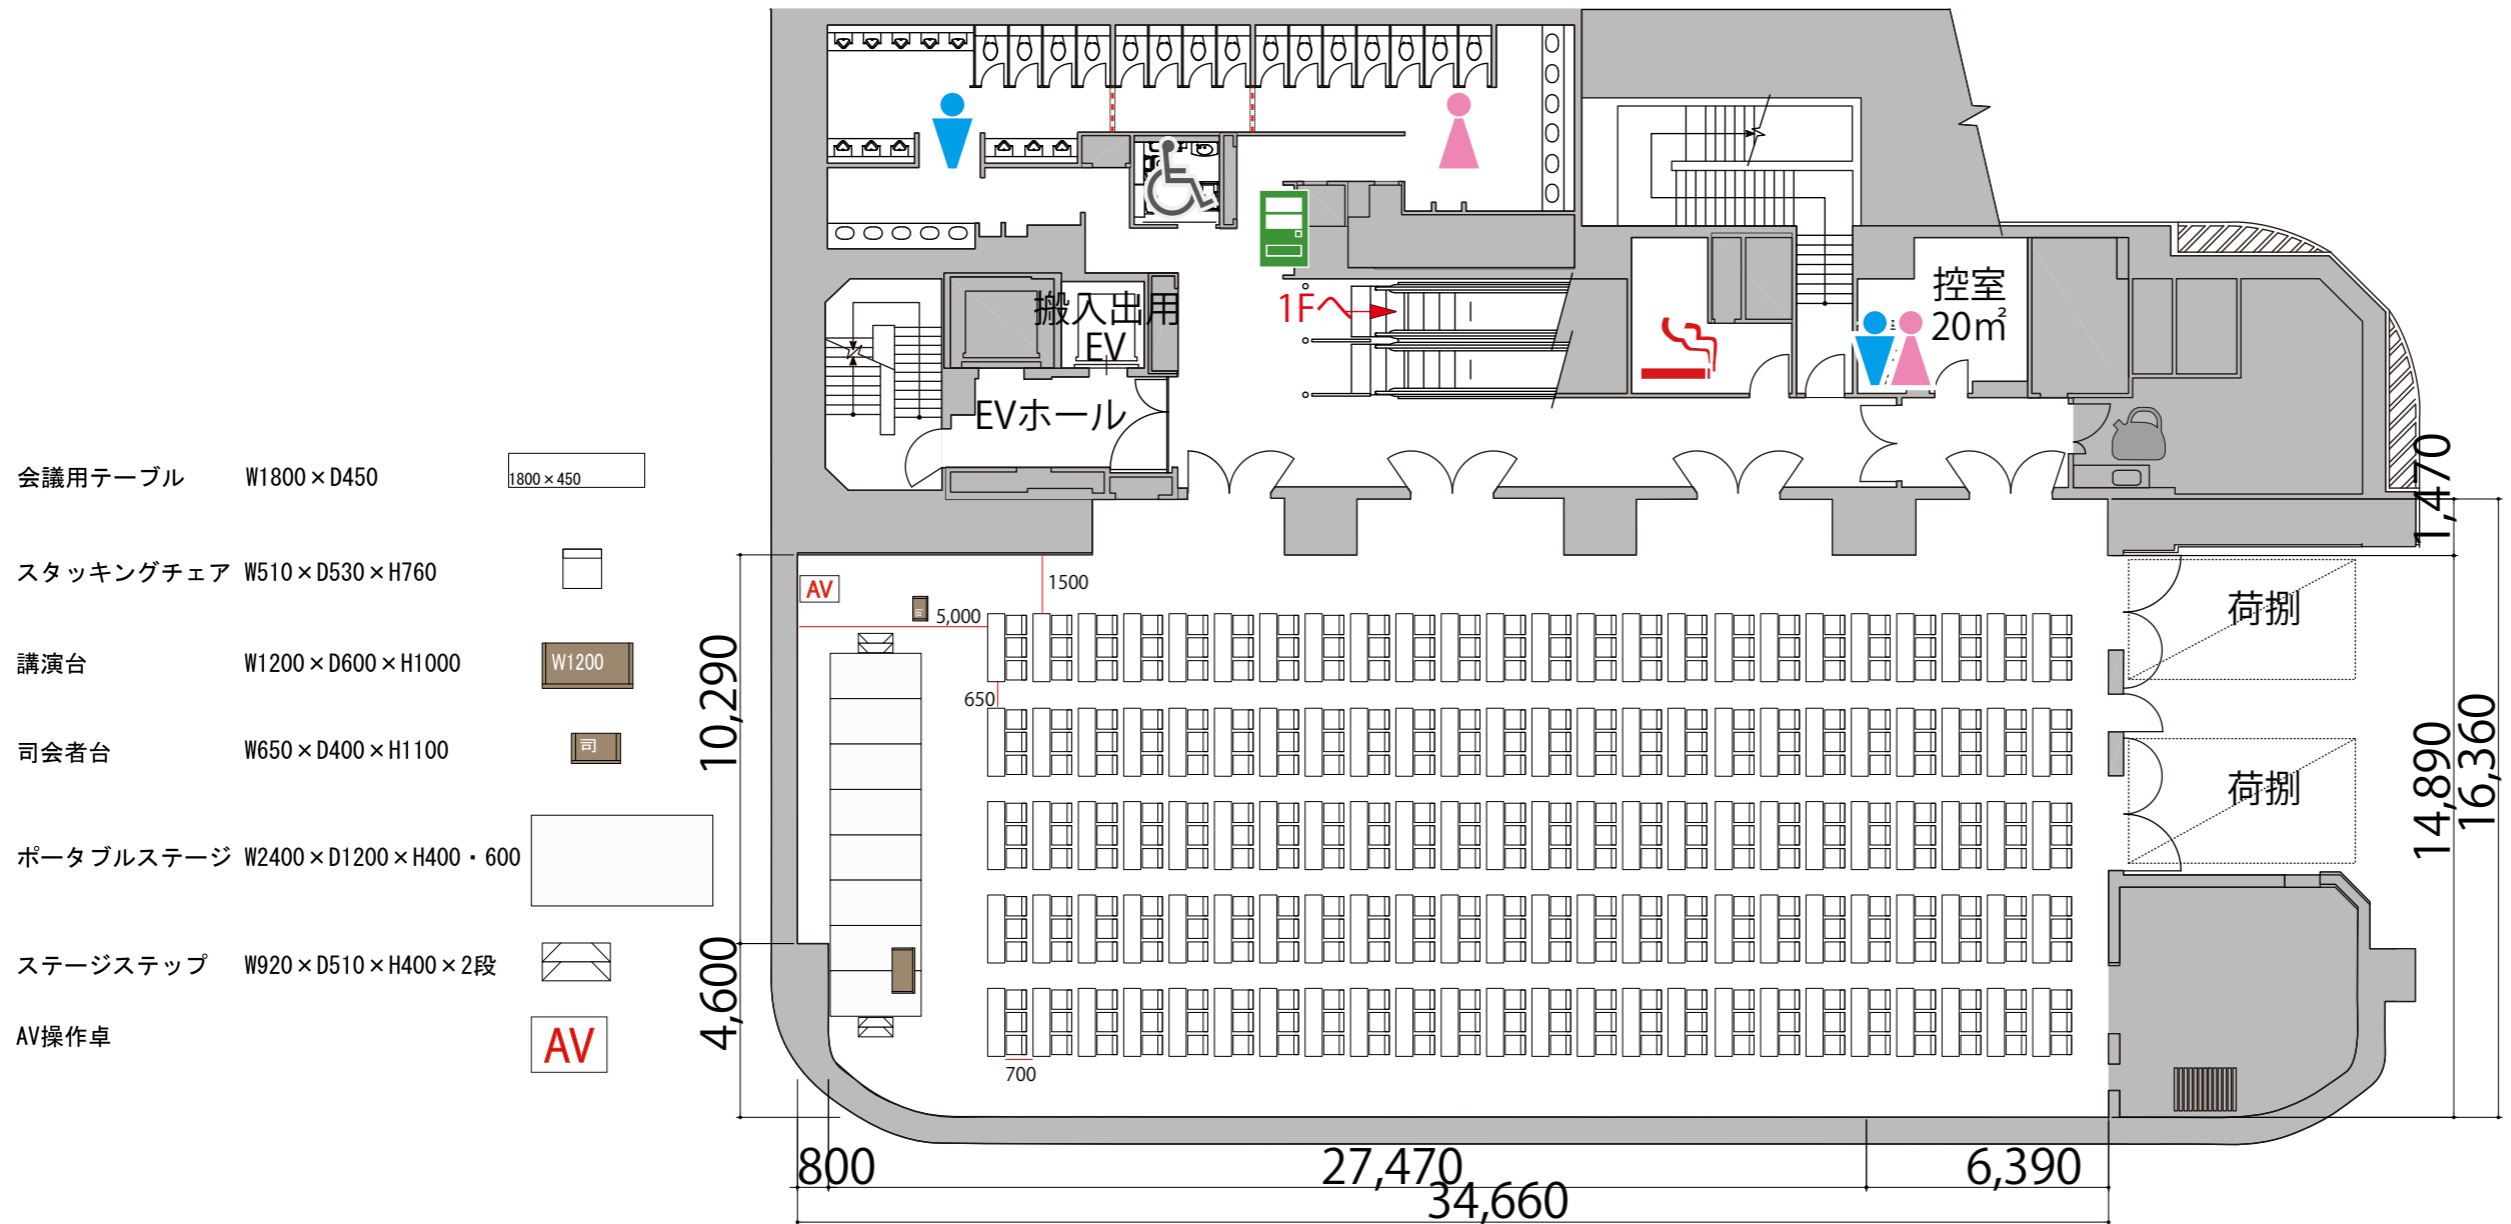 会議用テーブル W1800×D450 1800×450
スタッキングチェア W510×D530×H760
講演台 W1200×D600×H1000 W1200
司会者台 W650×D400×H1100 司
ポータブルステージ W2400×D1200×H400・600
ステージステップ W920×D510×H400×2段
AV操作卓 AV
搬入出用
EV
EVホール
1Fへ
控室
20㎡
AV
司
1500
5,000
650
700
荷捌
荷捌
10,290
4,600
1,470
14,890
16,360
800
27,470
6,390
34,660